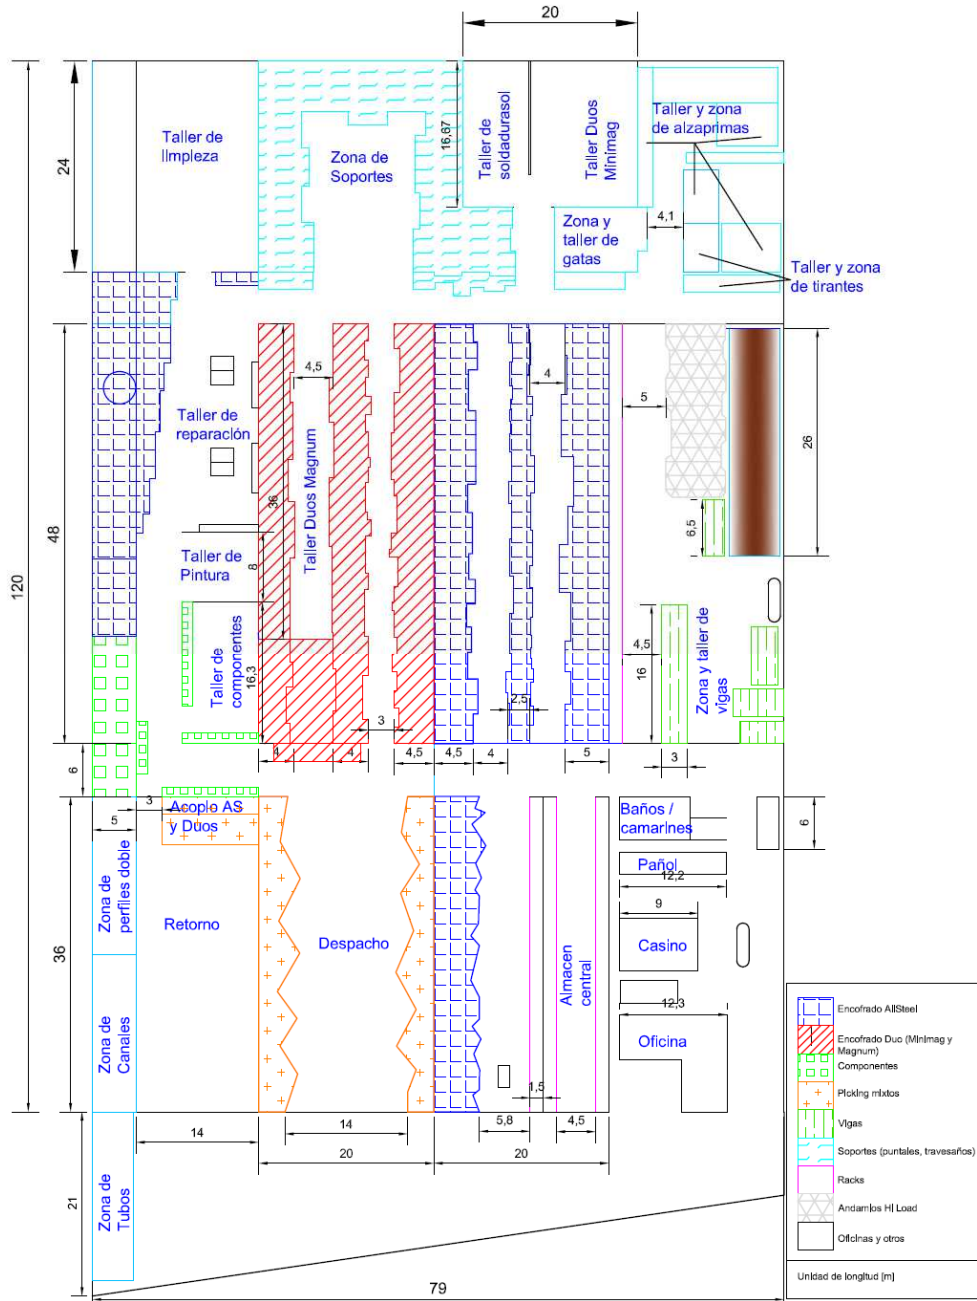 20
Taller de
limpleza
Zona de
Soportes
16,67
Taller de
soldadurasol
Taller Duos
Minimag
Taller y zona
de alzaprimas
24
Zona y
taller de
gatas
4,1
Taller y zona
de tirantes
120
48
4,5
4
5
26
Taller de
reparación
36
Taller Duos Magnum
6,5
Taller de
Pintura
8
Taller de
componentes
16,3
4,5
16
Zona y taller de
vigas
2,5
3
6
4
4
4,5
4,5
4
5
3
3
5
Acopio AS
y Duos
Baños /
camarines
6
Pañol
12,2
Zona de
perfiles doble
Retorno
Despacho
9
Casino
36
Almacen
central
12,3
Oficina
Zona de
Canales
1,5
14
14
5,8
4,5
20
20
21
Zona de
Tubos
79
Encofrado AllSteel
Encofrado Duo (Minimag y
Magnum)
Componentes
Picking mixtos
Vigas
Soportes (puntales, travesaños)
Racks
Andamios Hi Load
Oficinas y otros
Unidad de longitud [m]